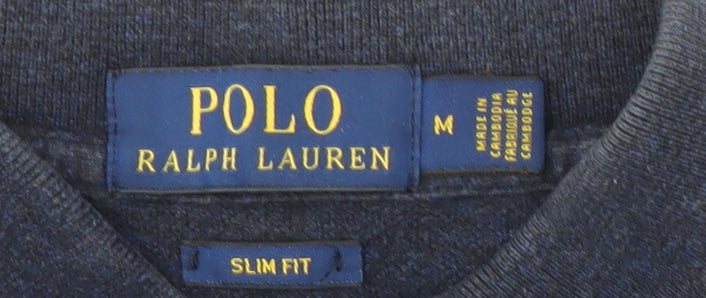 POLO
RALPH LAUREN
M
MADE IN
CAMBODIA
FABRIQUÉ AU
CAMBODGE
SLIM FIT